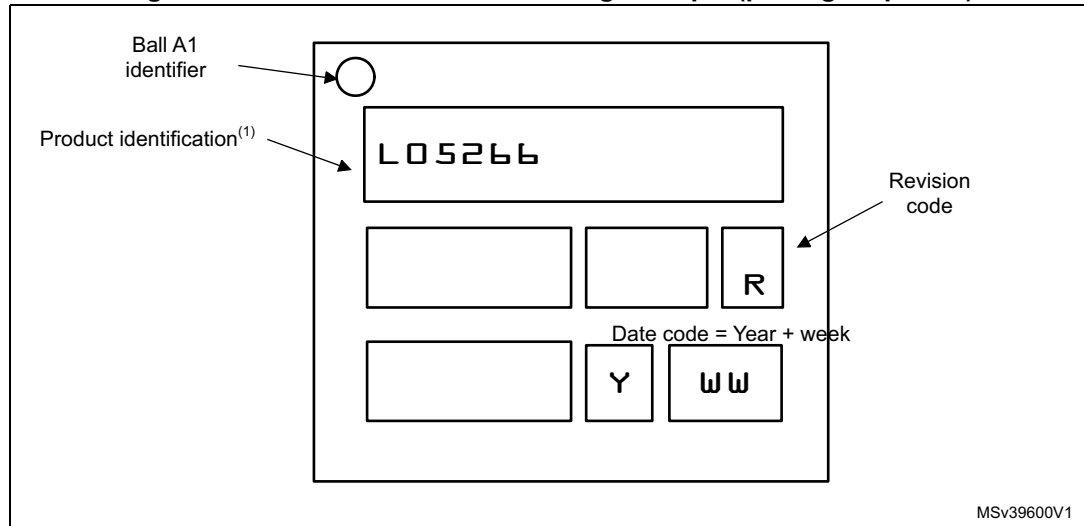 Ball A1
identifier
Product identification(1)
L05266
Revision
code
R
Date code = Year + week
Y
WW
MSv39600V1